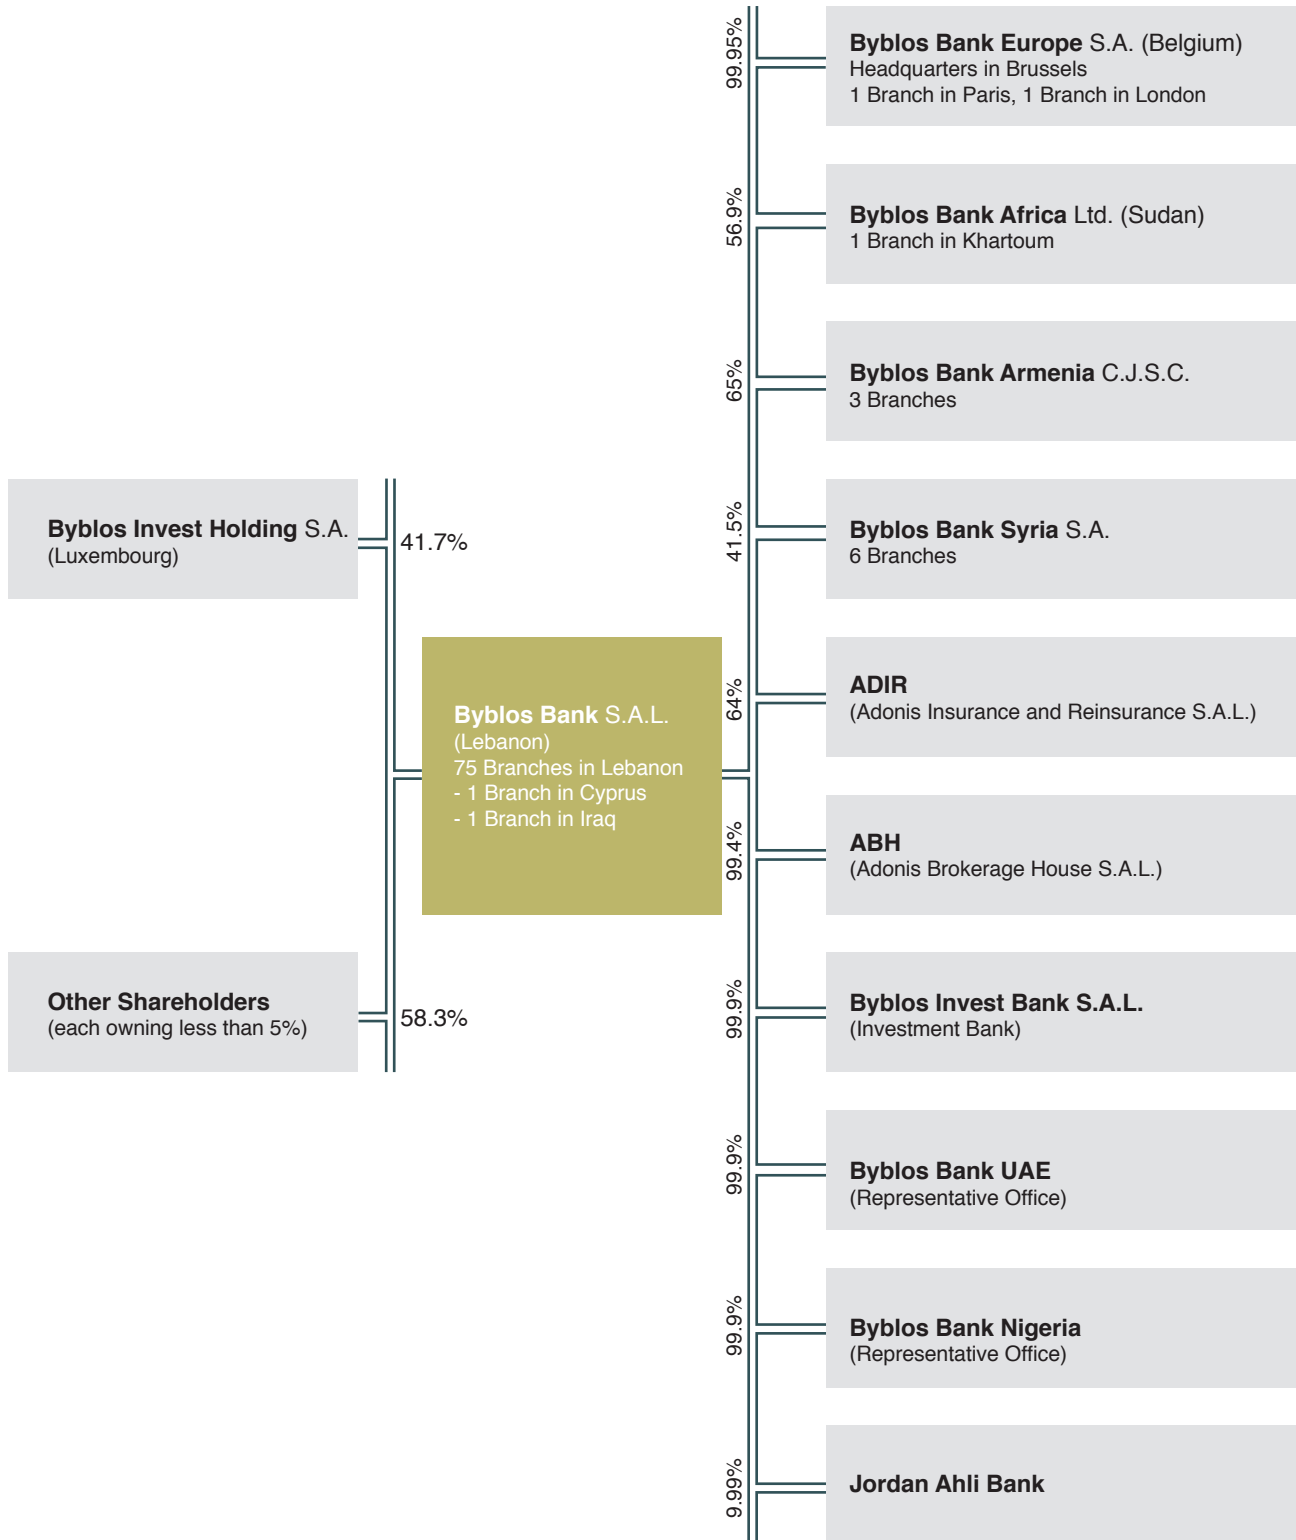 Byblos Invest Holding S.A.
(Luxembourg)
41.7%
Other Shareholders
(each owning less than 5%)
58.3%
Byblos Bank S.A.L.
(Lebanon)
75 Branches in Lebanon
- 1 Branch in Cyprus
- 1 Branch in Iraq
99.95%
Byblos Bank Europe S.A. (Belgium)
Headquarters in Brussels
1 Branch in Paris, 1 Branch in London
56.9%
Byblos Bank Africa Ltd. (Sudan)
1 Branch in Khartoum
65%
Byblos Bank Armenia C.J.S.C.
3 Branches
41.5%
Byblos Bank Syria S.A.
6 Branches
64%
ADIR
(Adonis Insurance and Reinsurance S.A.L.)
99.4%
ABH
(Adonis Brokerage House S.A.L.)
99.9%
Byblos Invest Bank S.A.L.
(Investment Bank)
99.9%
Byblos Bank UAE
(Representative Office)
99.9%
Byblos Bank Nigeria
(Representative Office)
9.99%
Jordan Ahli Bank